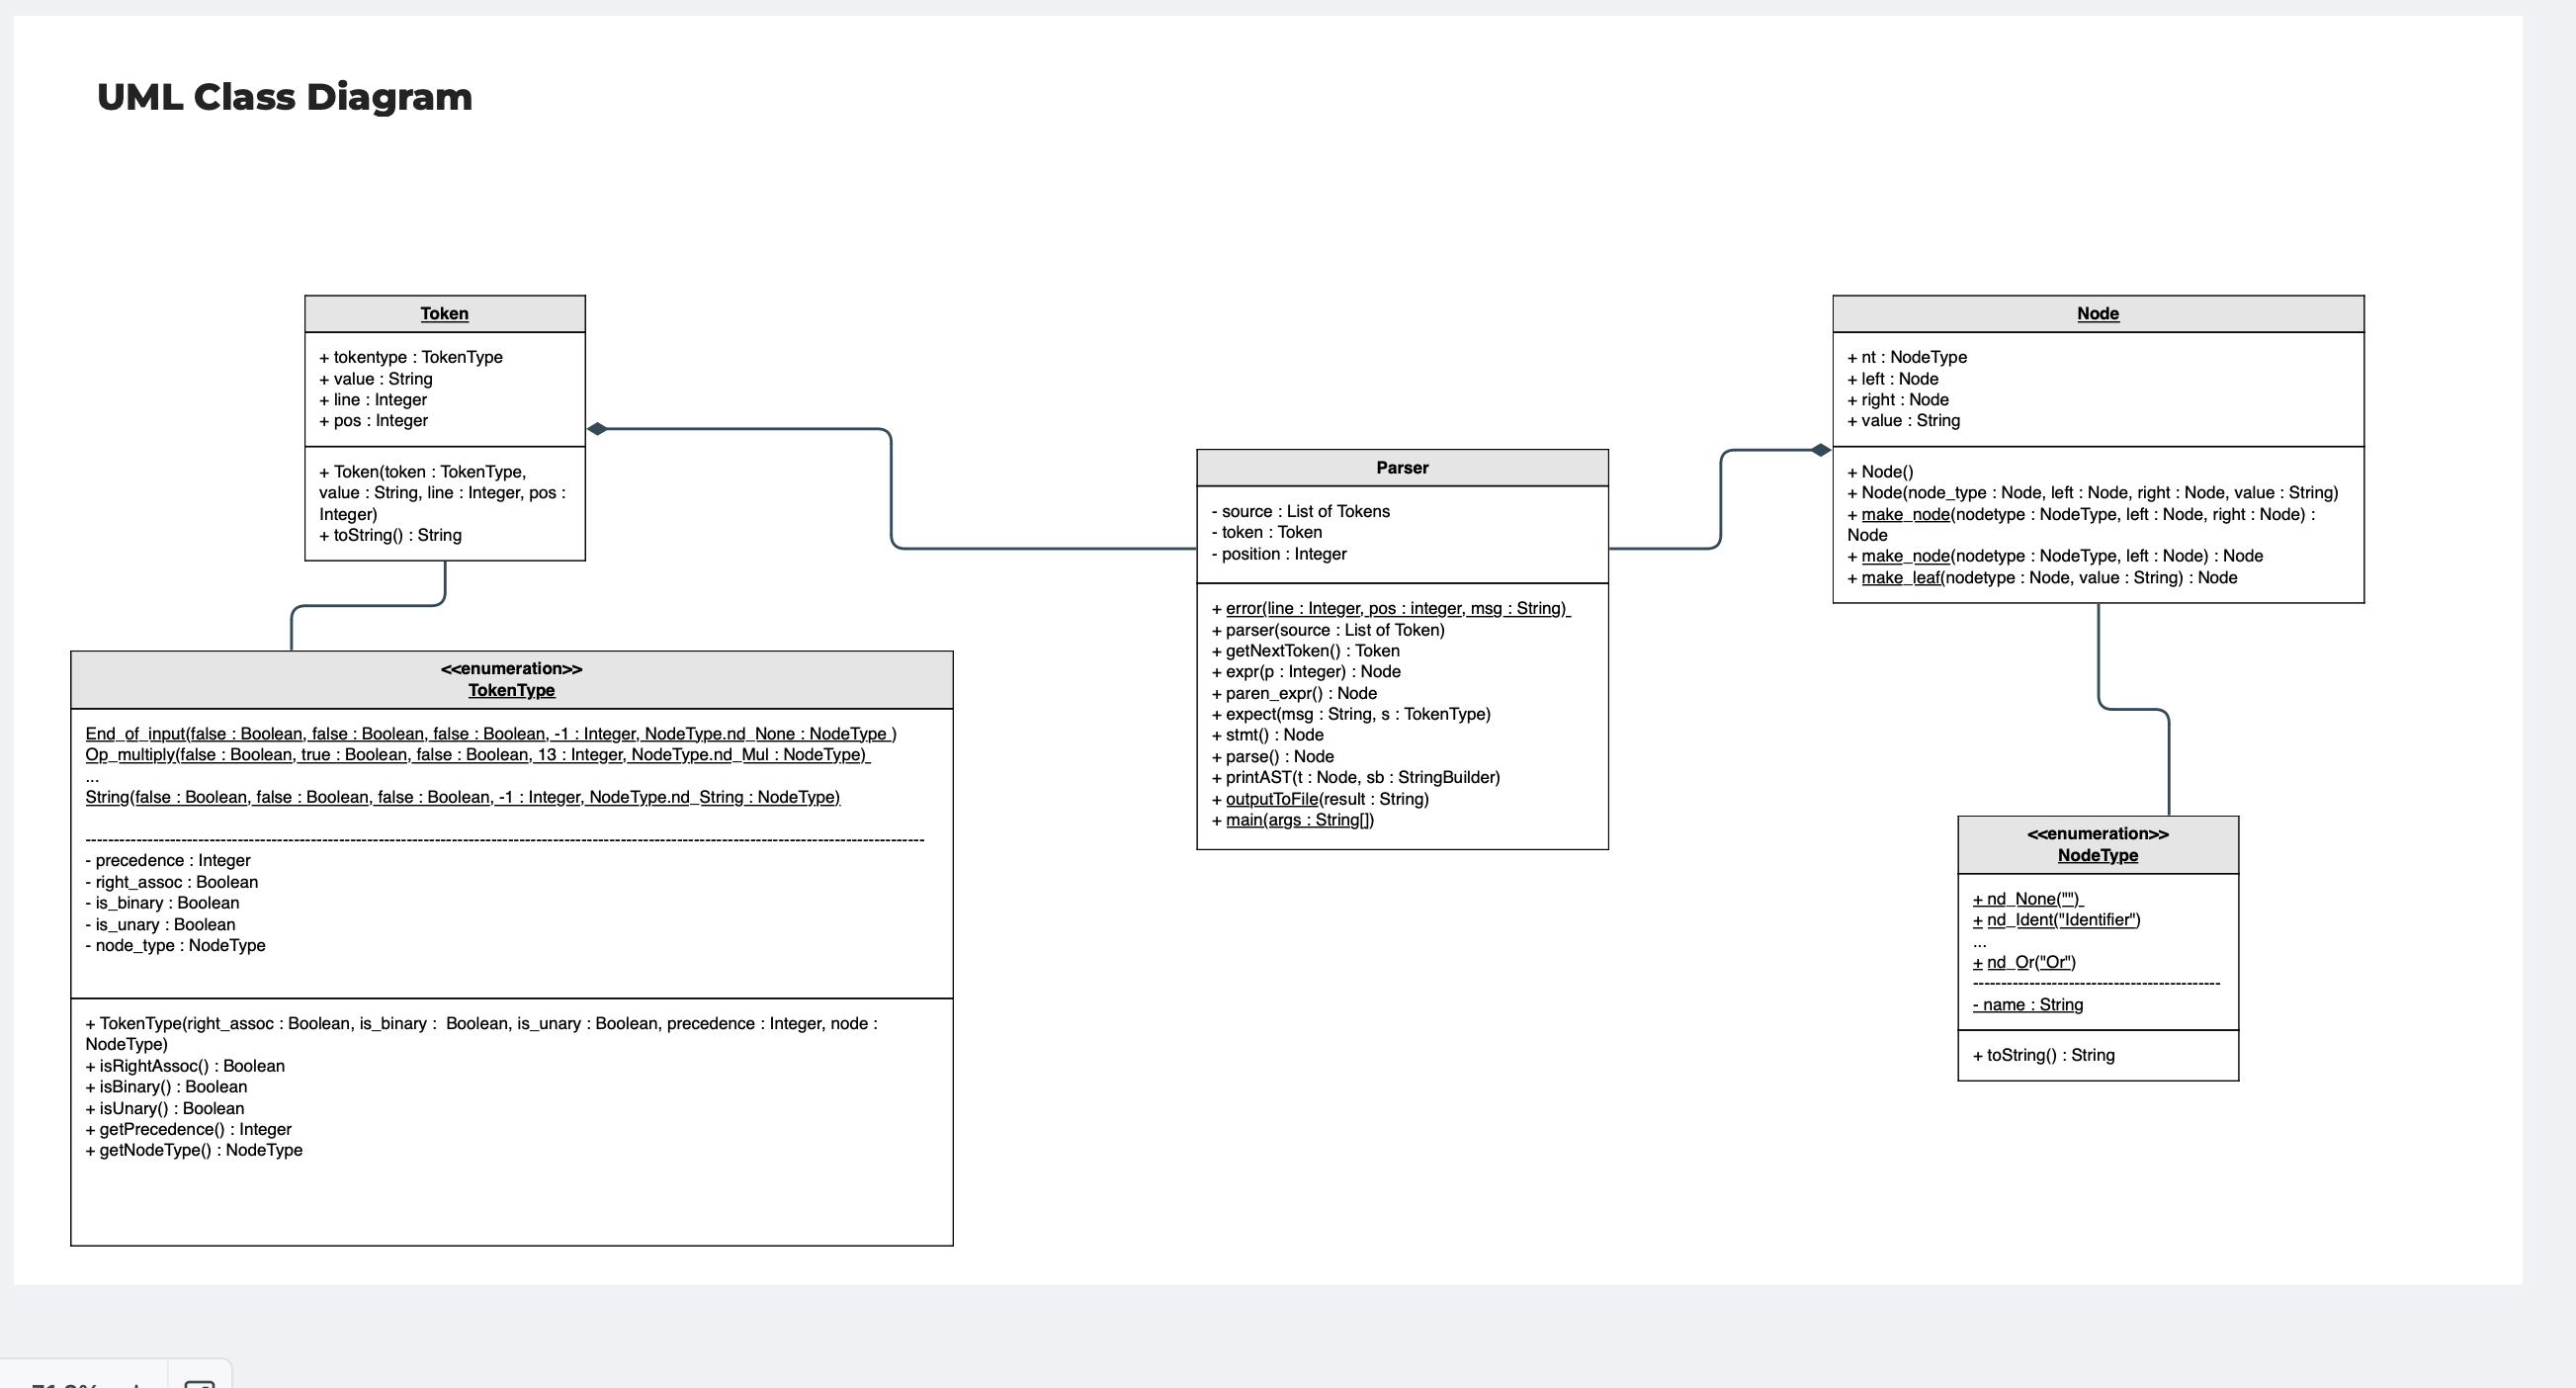 UML Class Diagram
Token
+ tokentype : TokenType
+ value : String
+ line : Integer
+ pos : Integer
+ Token(token : TokenType,
value : String, line : Integer, pos :
Integer)
+ toString() : String
Node
+ nt : NodeType
+ left : Node
+ right : Node
+ value : String
+ Node()
+ Node(node_type : Node, left : Node, right : Node, value : String)
+ make_node(nodetype : NodeType, left : Node, right : Node) :
Node
+ make_node(nodetype : NodeType, left : Node) : Node
+ make_leaf(nodetype : Node, value : String) : Node
Parser
- source : List of Tokens
- token : Token
- position : Integer
+ error(line : Integer, pos : integer, msg : String)
+ parser(source : List of Token)
+ getNextToken() : Token
+ expr(p : Integer) : Node
+ paren_expr() : Node
+ expect(msg : String, s : TokenType)
+ stmt() : Node
+ parse() : Node
+ printAST(t : Node, sb : StringBuilder)
+ outputToFile(result : String)
+ main(args : String[])
<<enumeration>>
TokenType
End_of_input(false : Boolean, false : Boolean, false : Boolean, -1 : Integer, NodeType.nd_None : NodeType )
Op_multiply(false : Boolean, true : Boolean, false : Boolean, 13 : Integer, NodeType.nd_Mul : NodeType)
...
String(false : Boolean, false : Boolean, false : Boolean, -1 : Integer, NodeType.nd_String : NodeType)
- precedence : Integer
- right_assoc : Boolean
- is_binary : Boolean
- is_unary : Boolean
- node_type : NodeType
+ TokenType(right_assoc : Boolean, is_binary :  Boolean, is_unary : Boolean, precedence : Integer, node :
NodeType)
+ isRightAssoc() : Boolean
+ isBinary() : Boolean
+ isUnary() : Boolean
+ getPrecedence() : Integer
+ getNodeType() : NodeType
<<enumeration>>
NodeType
+ nd_None("")
+ nd_Ident("Identifier")
...
+ nd_Or("Or")
- name : String
+ toString() : String